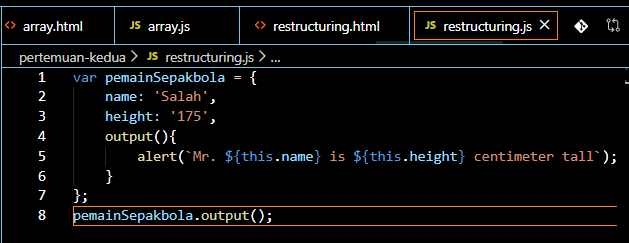 <> array.html JS array.js <> restructuring.html JS restructuring.js ×
pertemuan-kedua > JS restructuring.js > ...
1 var pemainSepakbola = {
2 name: 'Salah',
3 height: '175',
4 output(){
5 alert(`Mr. ${this.name} is ${this.height} centimeter tall`);
6 }
7 };
8 pemainSepakbola.output();